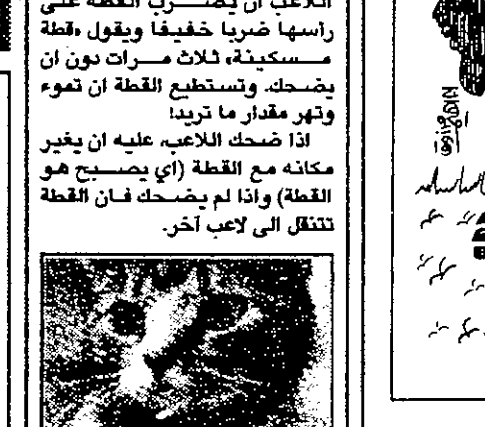 اللاعب ان يضرب القطة على
رأسها ضربا خفيفا ويقول «قطة
مسكينة» ثلاث مرات دون ان
يضحك. وتستطيع القطة ان تموء
وتهر مقدار ما تريد!
اذا ضحك اللاعب، عليه ان يغير
مكانه مع القطة (اي يصبح هو
القطة) واذا لم يضحك فان القطة
تتنقل الى لاعب آخر.